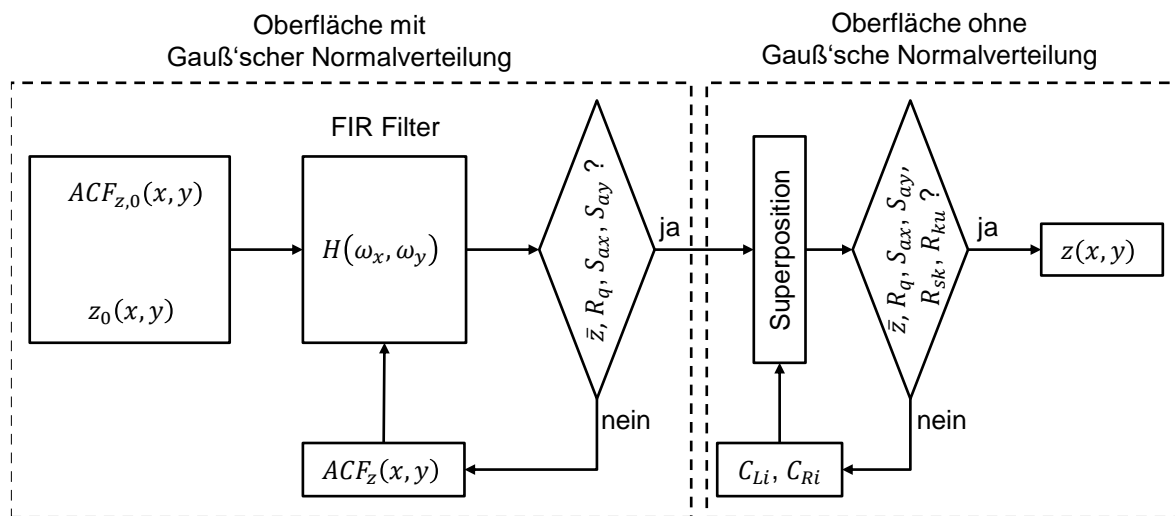 Oberfläche mit
Gauß‘scher Normalverteilung
Oberfläche ohne
Gauß‘sche Normalverteilung
FIR Filter
ACF_{z,0}(x, y)
z_0(x, y)
H(ω_x, ω_y)
z̄, R_q, S_{ax}, S_{ay} ?
ja
nein
ACF_z(x, y)
Superposition
z̄, R_q, S_{ax}, S_{ay},
R_{sk}, R_{ku} ?
ja
nein
C_{Li}, C_{Ri}
z(x, y)